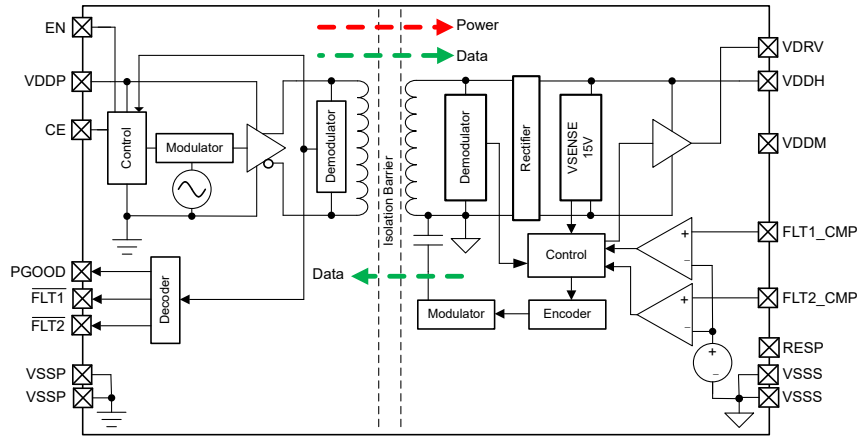 EN
Power
VDRV
Data
VDDP
VDDH
CE
Control
Modulator
Demodulator
Isolation Barrier
Demodulator
Rectifier
VSENSE
15V
VDDM
FLT1_CMP
+
−
Control
PGOOD
FLT1
FLT2
Decoder
Data
FLT2_CMP
+
−
Modulator
Encoder
RESP
+
−
VSSP
VSSS
VSSP
VSSS